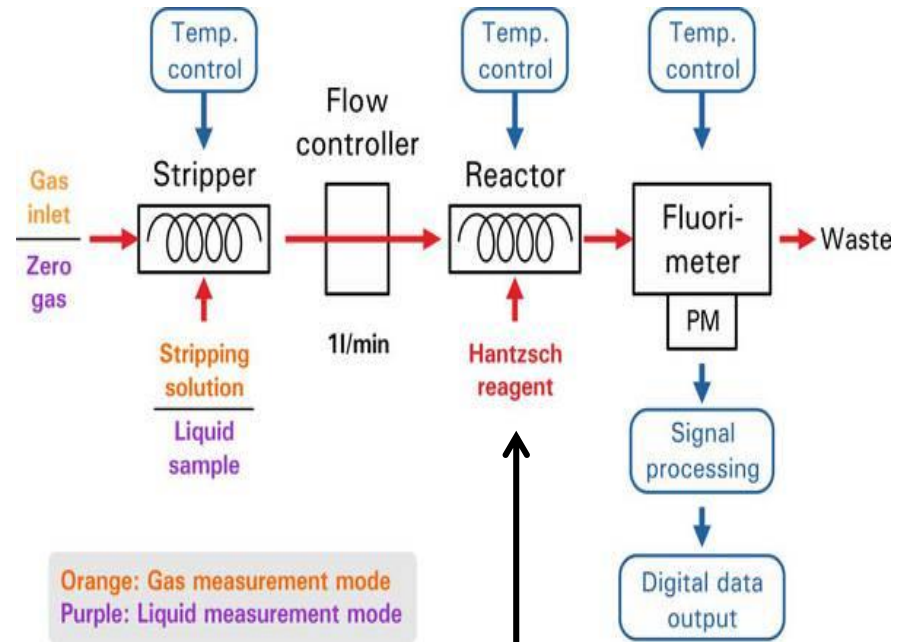 Temp.
control
Temp.
control
Temp.
control
Flow
controller
Stripper
Reactor
Gas
inlet
Zero
gas
Fluori-
meter
Waste
PM
Stripping
solution
Liquid
sample
1l/min
Hantzsch
reagent
Signal
processing
Digital data
output
Orange: Gas measurement mode
Purple: Liquid measurement mode